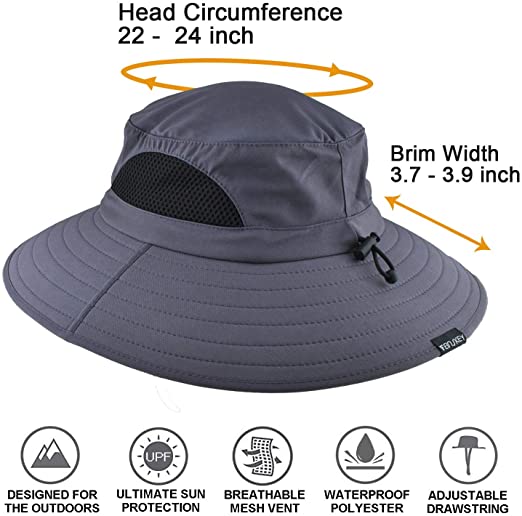 Head Circumference
22 - 24 inch
Brim Width
3.7 - 3.9 inch
UPF
DESIGNED FOR
THE OUTDOORS
ULTIMATE SUN
PROTECTION
BREATHABLE
MESH VENT
WATERPROOF
POLYESTER
ADJUSTABLE
DRAWSTRING